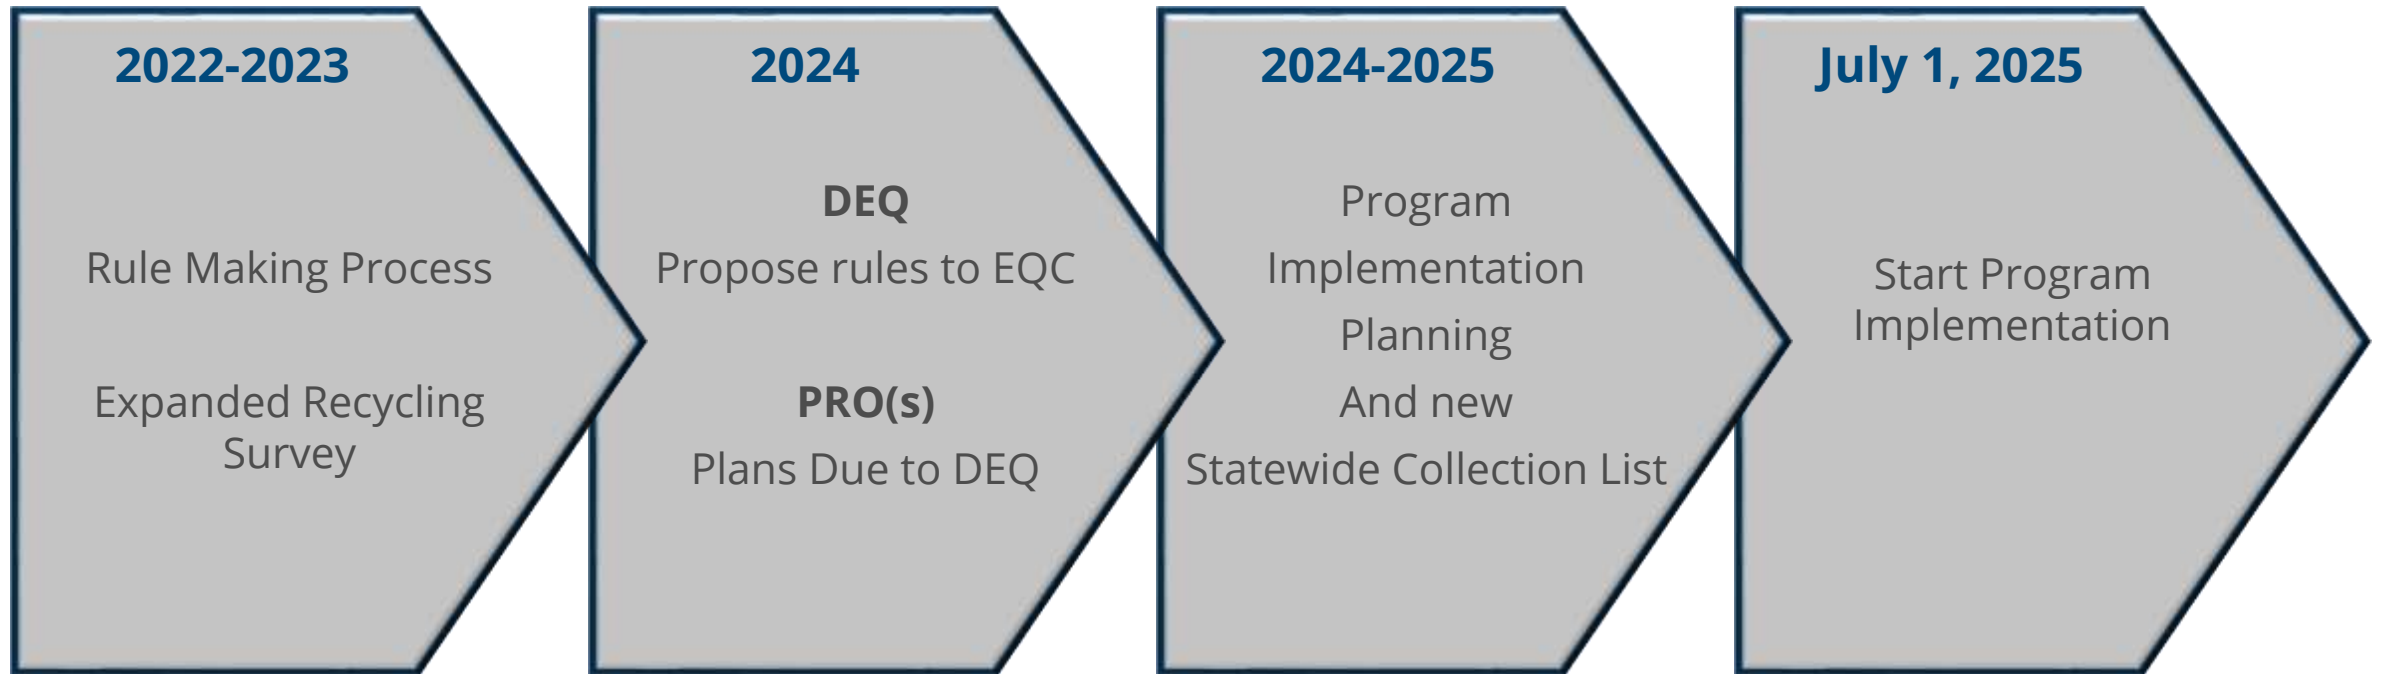 2022-2023
Rule Making Process
Expanded Recycling
Survey
2024
DEQ
Propose rules to EQC
PRO(s)
Plans Due to DEQ
2024-2025
Program
Implementation
Planning
And new
Statewide Collection List
July 1, 2025
Start Program
Implementation